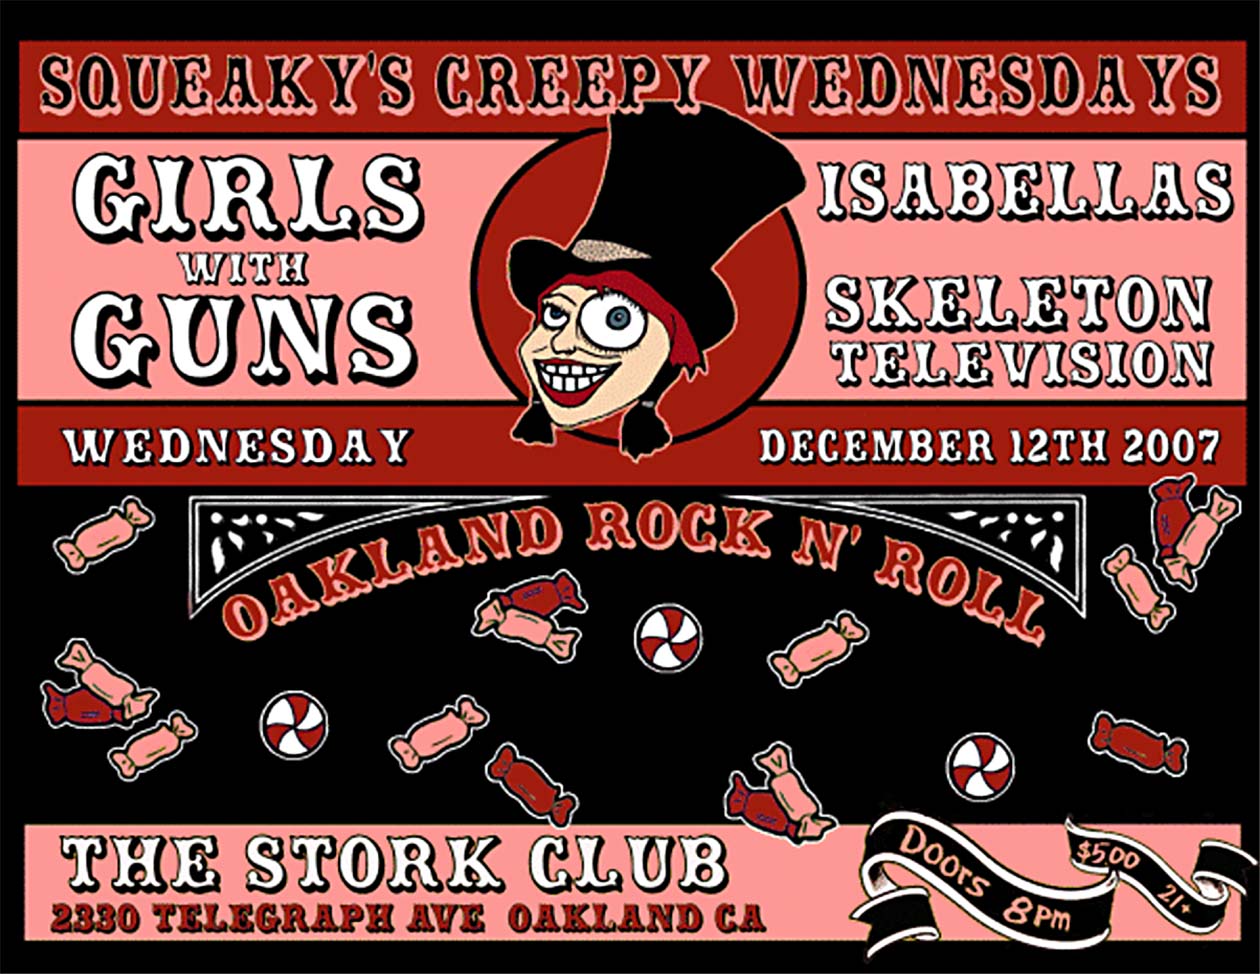 SQUEAKY'S CREEPY WEDNESDAYS
GIRLS
WITH
GUNS
ISABELLAS
SKELETON
TELEVISION
WEDNESDAY
DECEMBER 12TH 2007
OAKLAND ROCK N' ROLL
THE STORK CLUB
2330 TELEGRAPH AVE OAKLAND CA
Doors 8pm
$5.00
21+